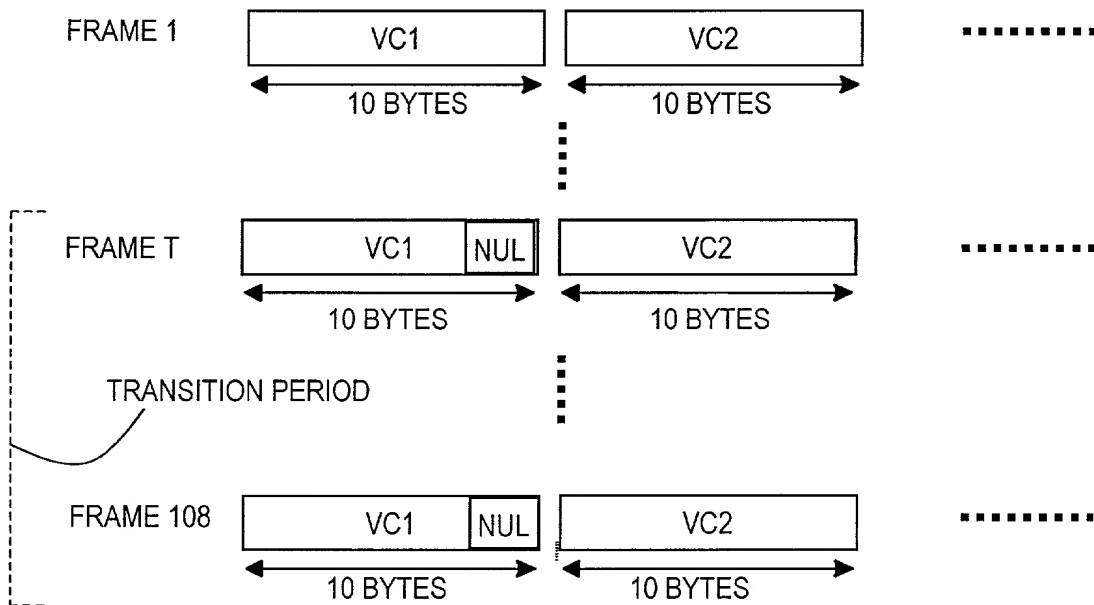 FRAME 1 VC1 VC2
10 BYTES 10 BYTES
FRAME T VC1 NUL VC2
10 BYTES 10 BYTES
TRANSITION PERIOD
FRAME 108 VC1 NUL VC2
10 BYTES 10 BYTES